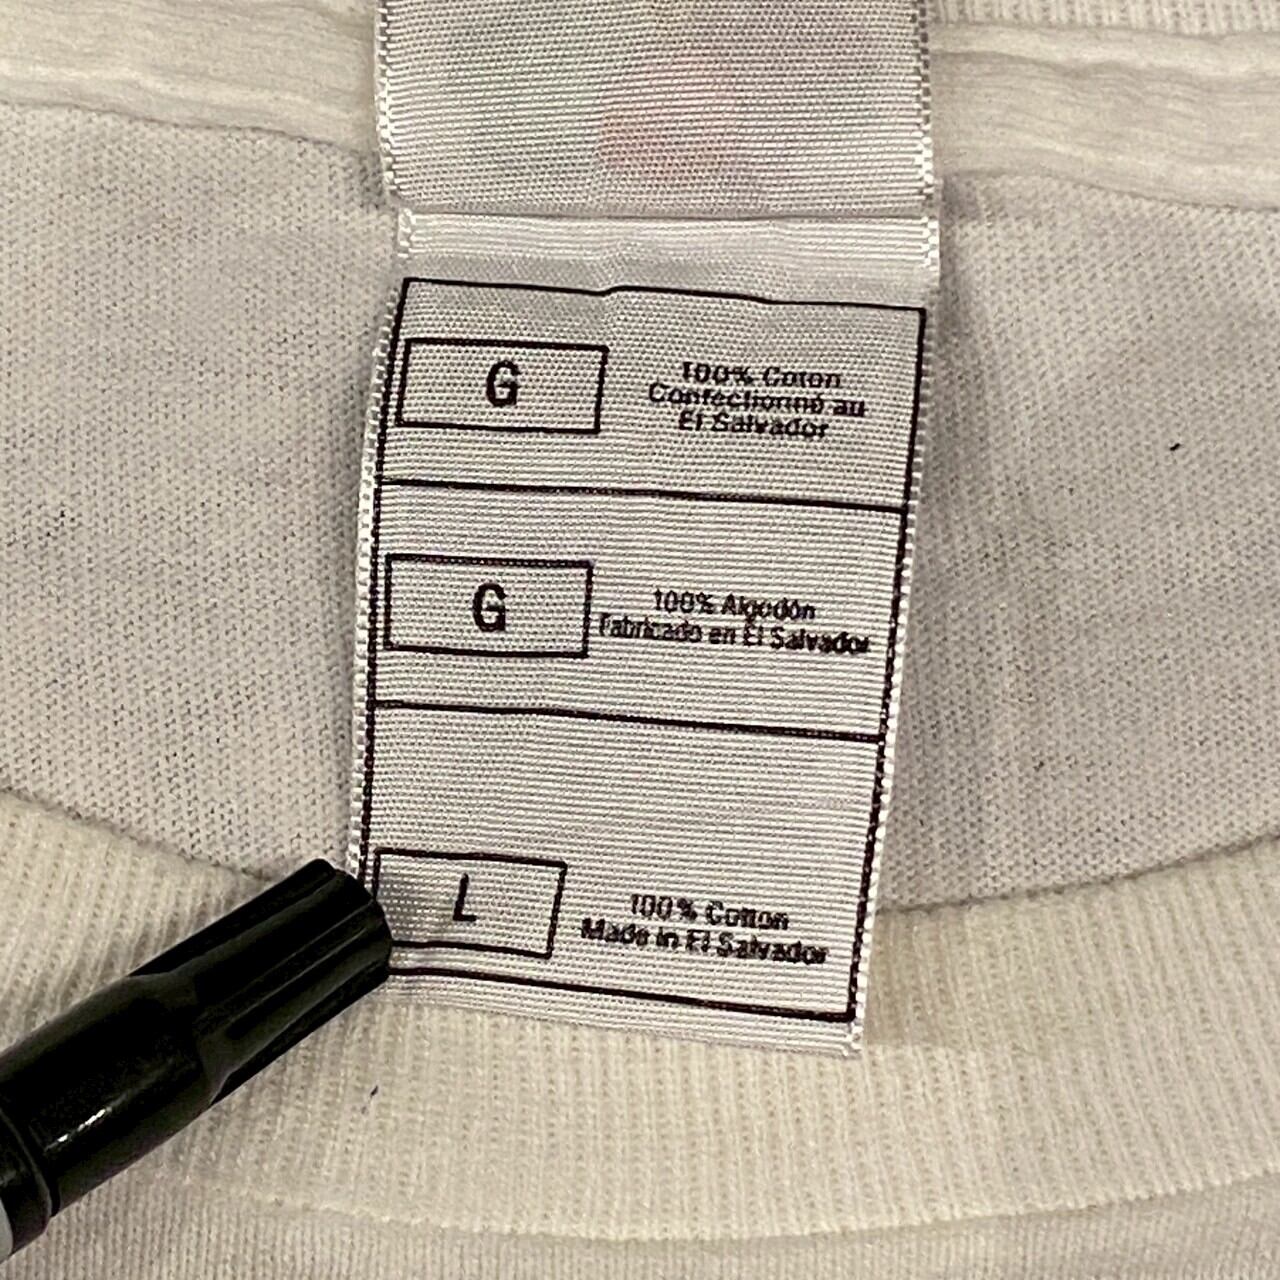 G
100% Coton
Confectionné au
El Salvador
G
100% Algodón
Fabricado en El Salvador
L
100% Cotton
Made in El Salvador